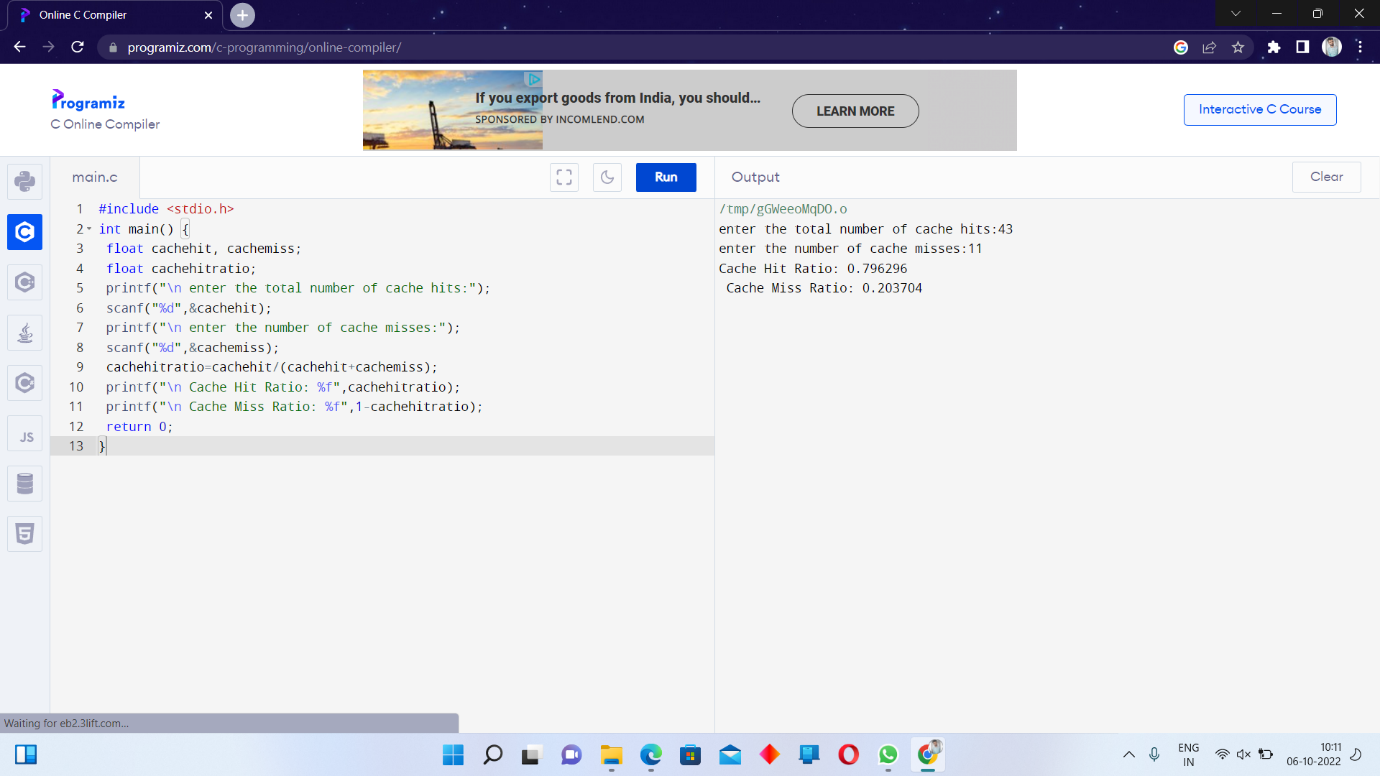 Online C Compiler
programiz.com/c-programming/online-compiler/
Programiz
C Online Compiler
If you export goods from India, you should...
SPONSORED BY INCOMLEND.COM
LEARN MORE
Interactive C Course
main.c
Run
Output
Clear
1 #include <stdio.h>
2 int main() {
3 float cachehit, cachemiss;
4 float cachehitratio;
5 printf("\n enter the total number of cache hits:");
6 scanf("%d",&cachehit);
7 printf("\n enter the number of cache misses:");
8 scanf("%d",&cachemiss);
9 cachehitratio=cachehit/(cachehit+cachemiss);
10 printf("\n Cache Hit Ratio: %f",cachehitratio);
11 printf("\n Cache Miss Ratio: %f",1-cachehitratio);
12 return 0;
13 }
/tmp/gGWeeoMqDO.o
enter the total number of cache hits:43
enter the number of cache misses:11
Cache Hit Ratio: 0.796296
Cache Miss Ratio: 0.203704
JS
Waiting for eb2.3lift.com...
ENG
IN
10:11
06-10-2022